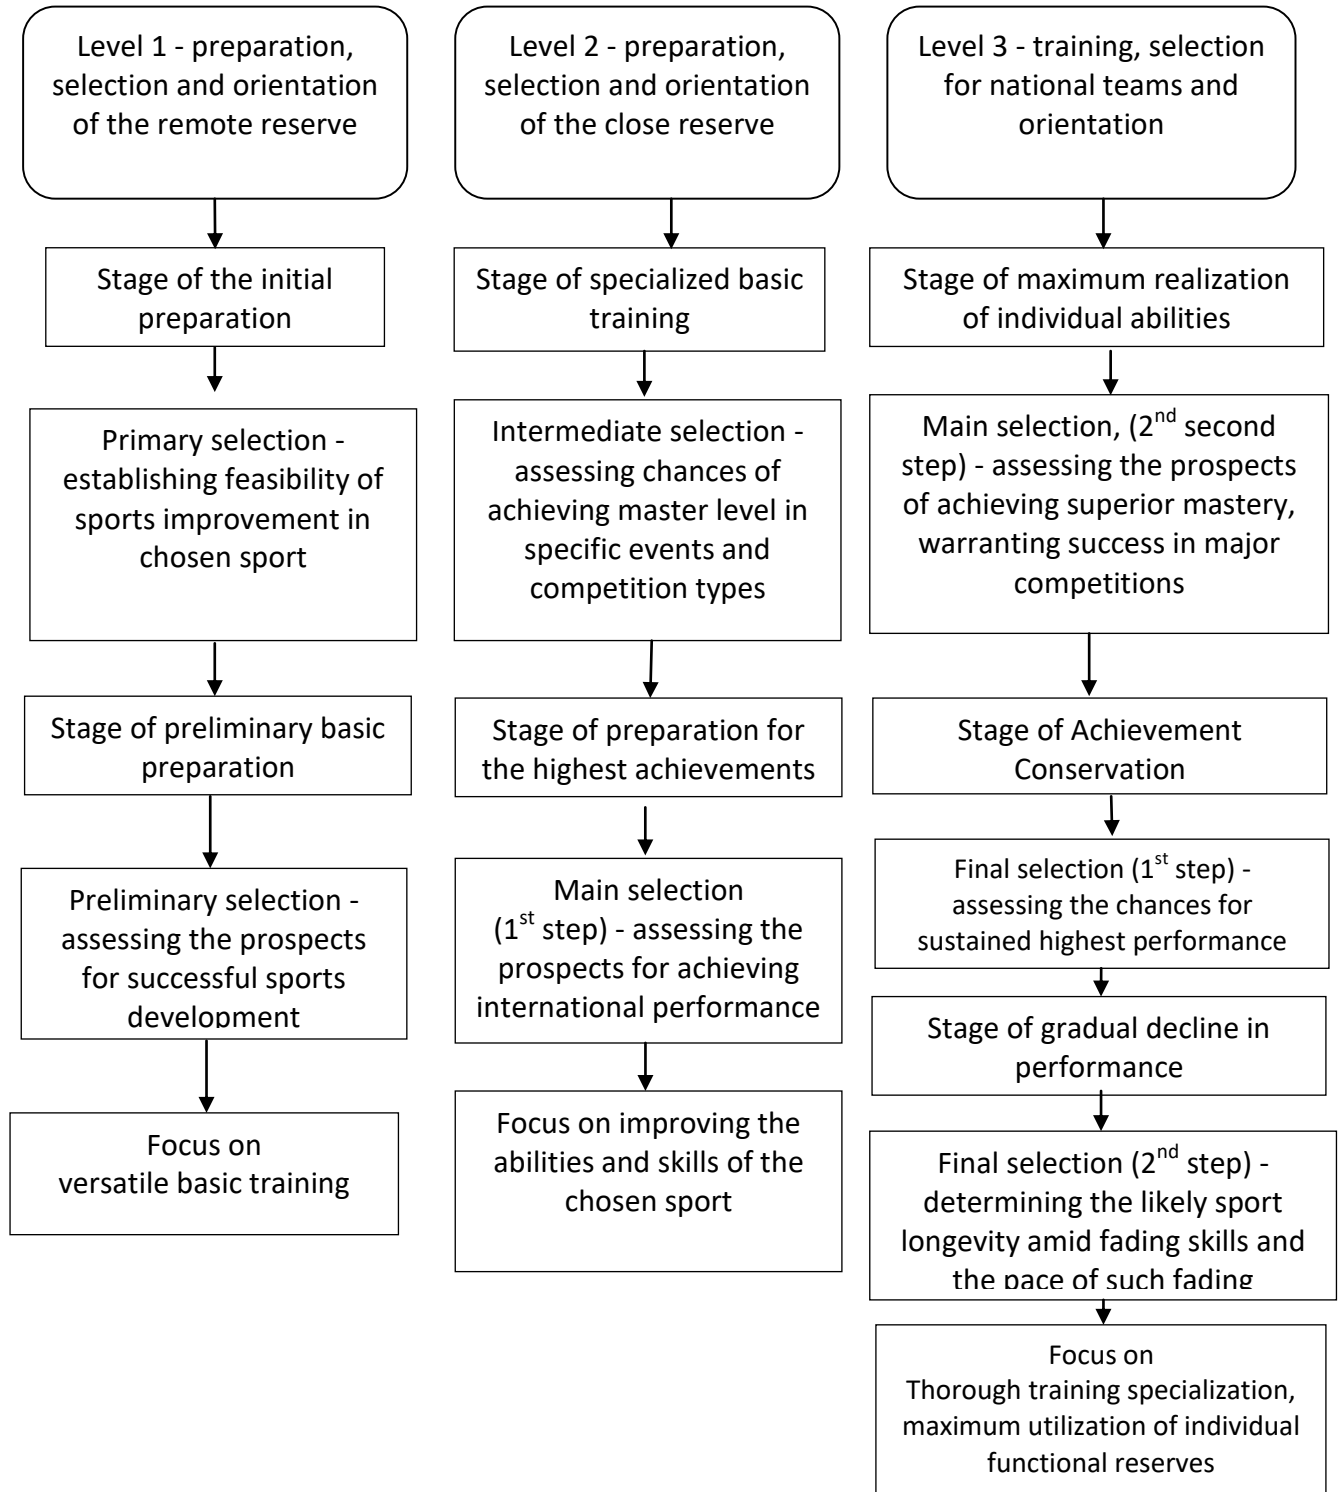 Level 1 - preparation,
selection and orientation
of the remote reserve
Stage of the initial
preparation
Primary selection -
establishing feasibility of
sports improvement in
chosen sport
Stage of preliminary basic
preparation
Preliminary selection -
assessing the prospects
for successful sports
development
Focus on
versatile basic training
Level 2 - preparation,
selection and orientation
of the close reserve
Stage of specialized basic
training
Intermediate selection -
assessing chances of
achieving master level in
specific events and
competition types
Stage of preparation for
the highest achievements
Main selection
(1st step) - assessing the
prospects for achieving
international performance
Focus on improving the
abilities and skills of the
chosen sport
Level 3 - training, selection
for national teams and
orientation
Stage of maximum realization
of individual abilities
Main selection, (2nd second
step) - assessing the prospects
of achieving superior mastery,
warranting success in major
competitions
Stage of Achievement
Conservation
Final selection (1st step) -
assessing the chances for
sustained highest performance
Stage of gradual decline in
performance
Final selection (2nd step) -
determining the likely sport
longevity amid fading skills and
the pace of such fading
Focus on
Thorough training specialization,
maximum utilization of individual
functional reserves